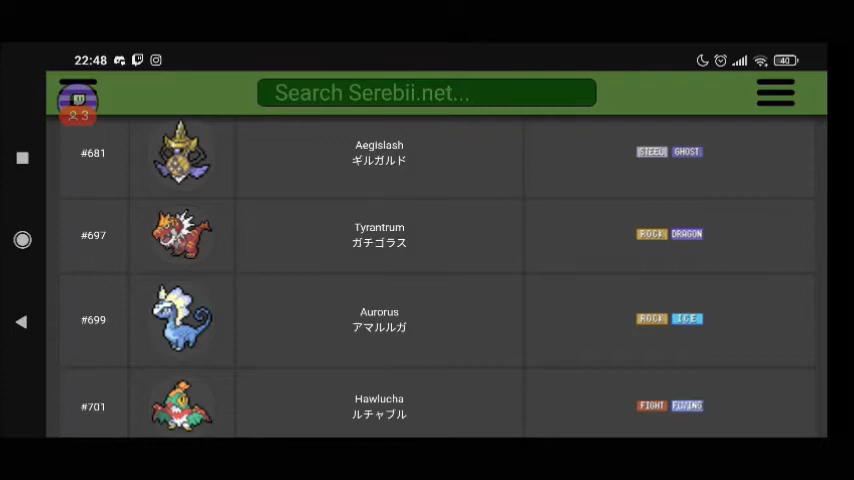 22:48
40
Search Serebii.net...
3
#681
Aegislash
ギルガルド
STEEL GHOST
#697
Tyrantrum
ガチゴラス
ROCK DRAGON
#699
Aurorus
アマルルガ
ROCK ICE
#701
Hawlucha
ルチャブル
FIGHT FLYING